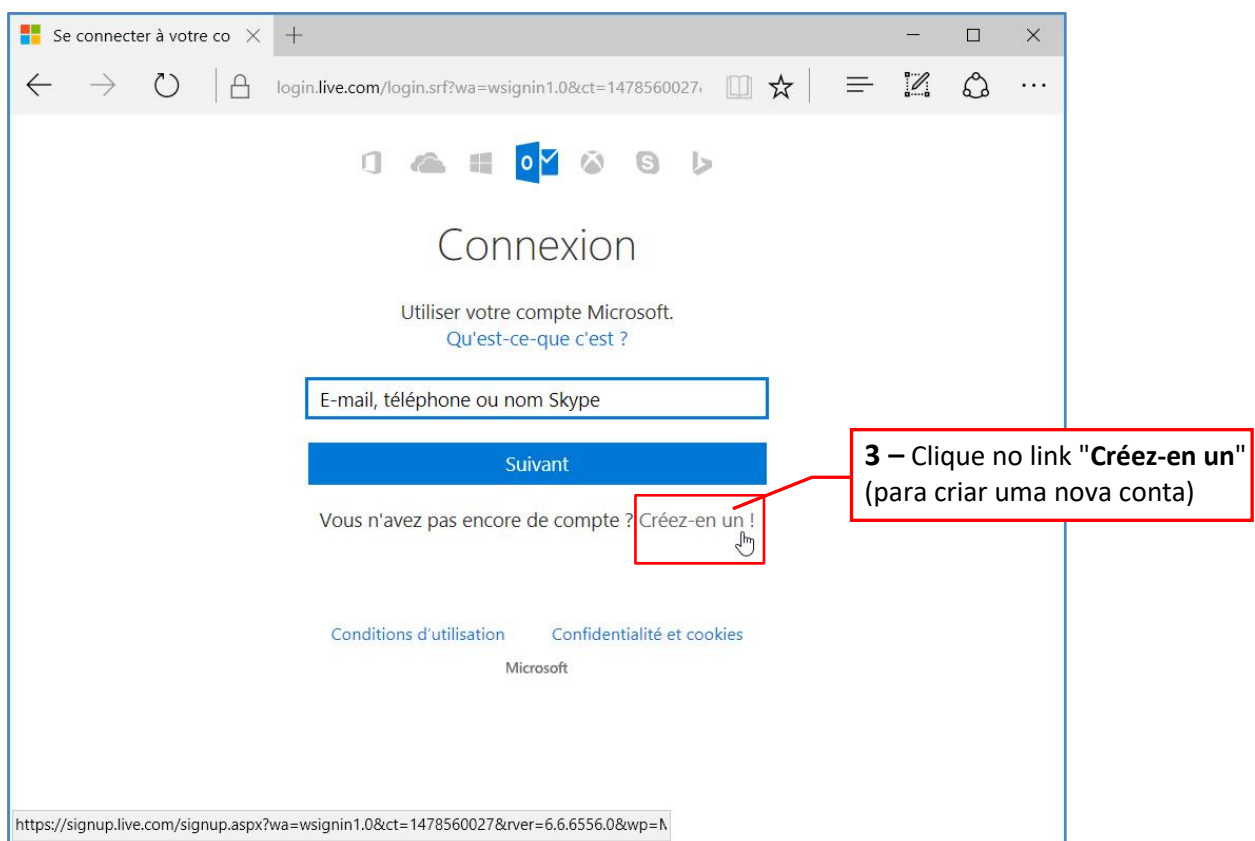 Se connecter à votre co
login.live.com/login.srf?wa=wsignin1.0&ct=1478560027
Connexion
Utiliser votre compte Microsoft.
Qu'est-ce-que c'est ?
E-mail, téléphone ou nom Skype
Suivant
3 – Clique no link "Créez-en un"
(para criar uma nova conta)
Vous n'avez pas encore de compte ? Créez-en un !
Conditions d'utilisation Confidentialité et cookies
Microsoft
https://signup.live.com/signup.aspx?wa=wsignin1.0&ct=1478560027&rver=6.6.6556.0&wp=M